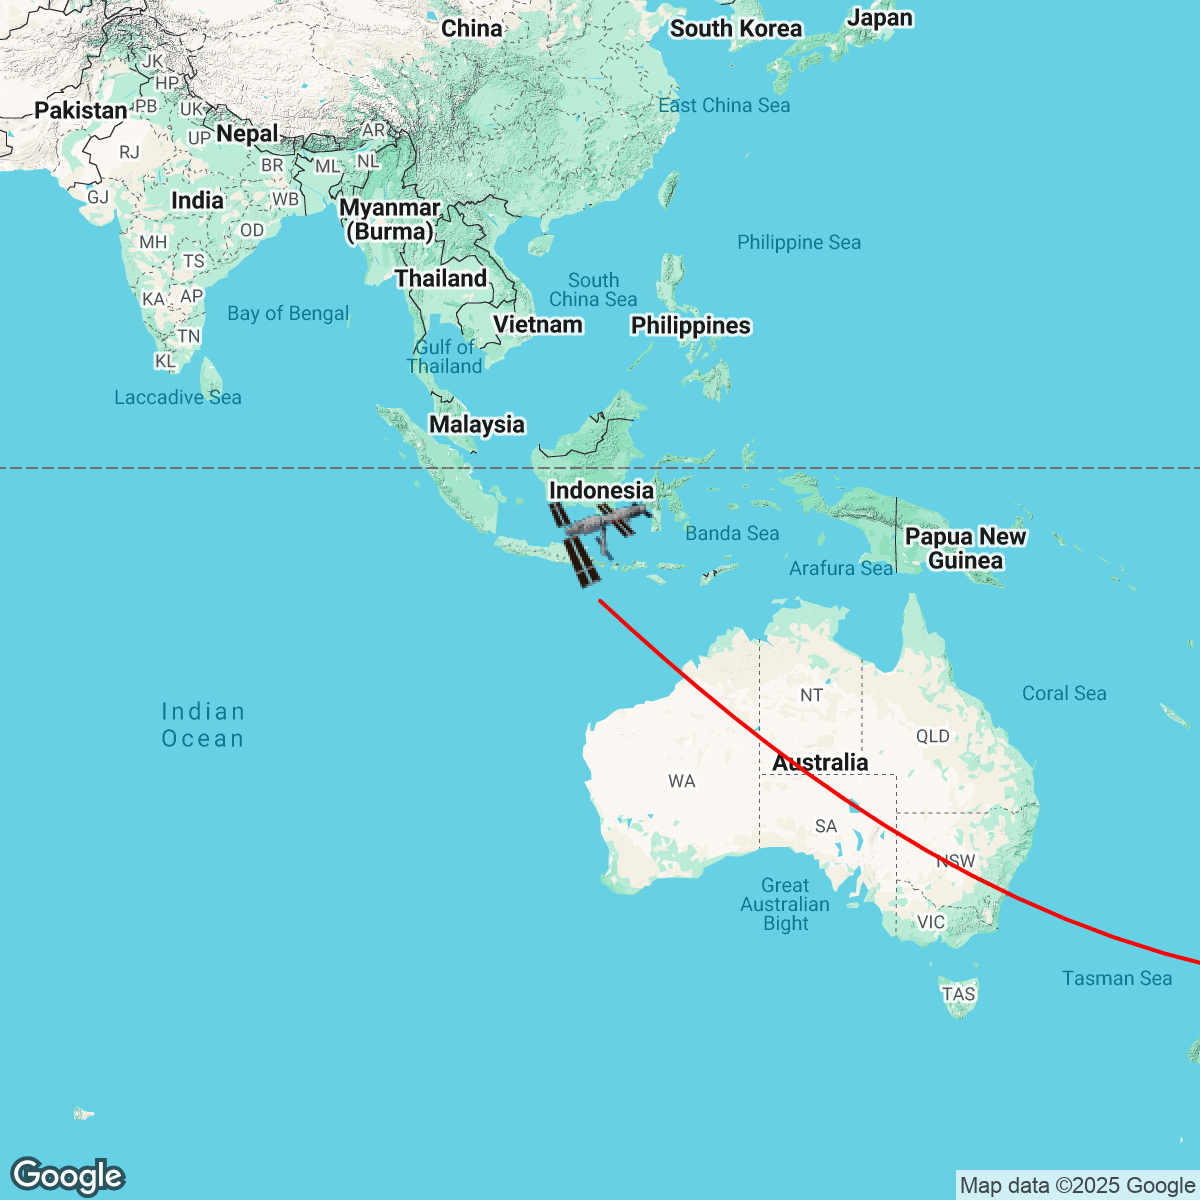 China
South Korea
Japan
JK
HP
Pakistan
PB
UK
East China Sea
UP
Nepal
AR
RJ
BR
ML
NL
GJ
India
WB
Myanmar
(Burma)
OD
MH
Philippine Sea
TS
Thailand
South
China Sea
KA
AP
Bay of Bengal
Vietnam
Philippines
TN
Gulf of
Thailand
KL
Laccadive Sea
Malaysia
Indonesia
Banda Sea
Papua New
Guinea
Arafura Sea
Indian
Ocean
NT
Coral Sea
QLD
Australia
WA
SA
NSW
Great
Australian
Bight
VIC
Tasman Sea
TAS
Google
Map data ©2025 Google